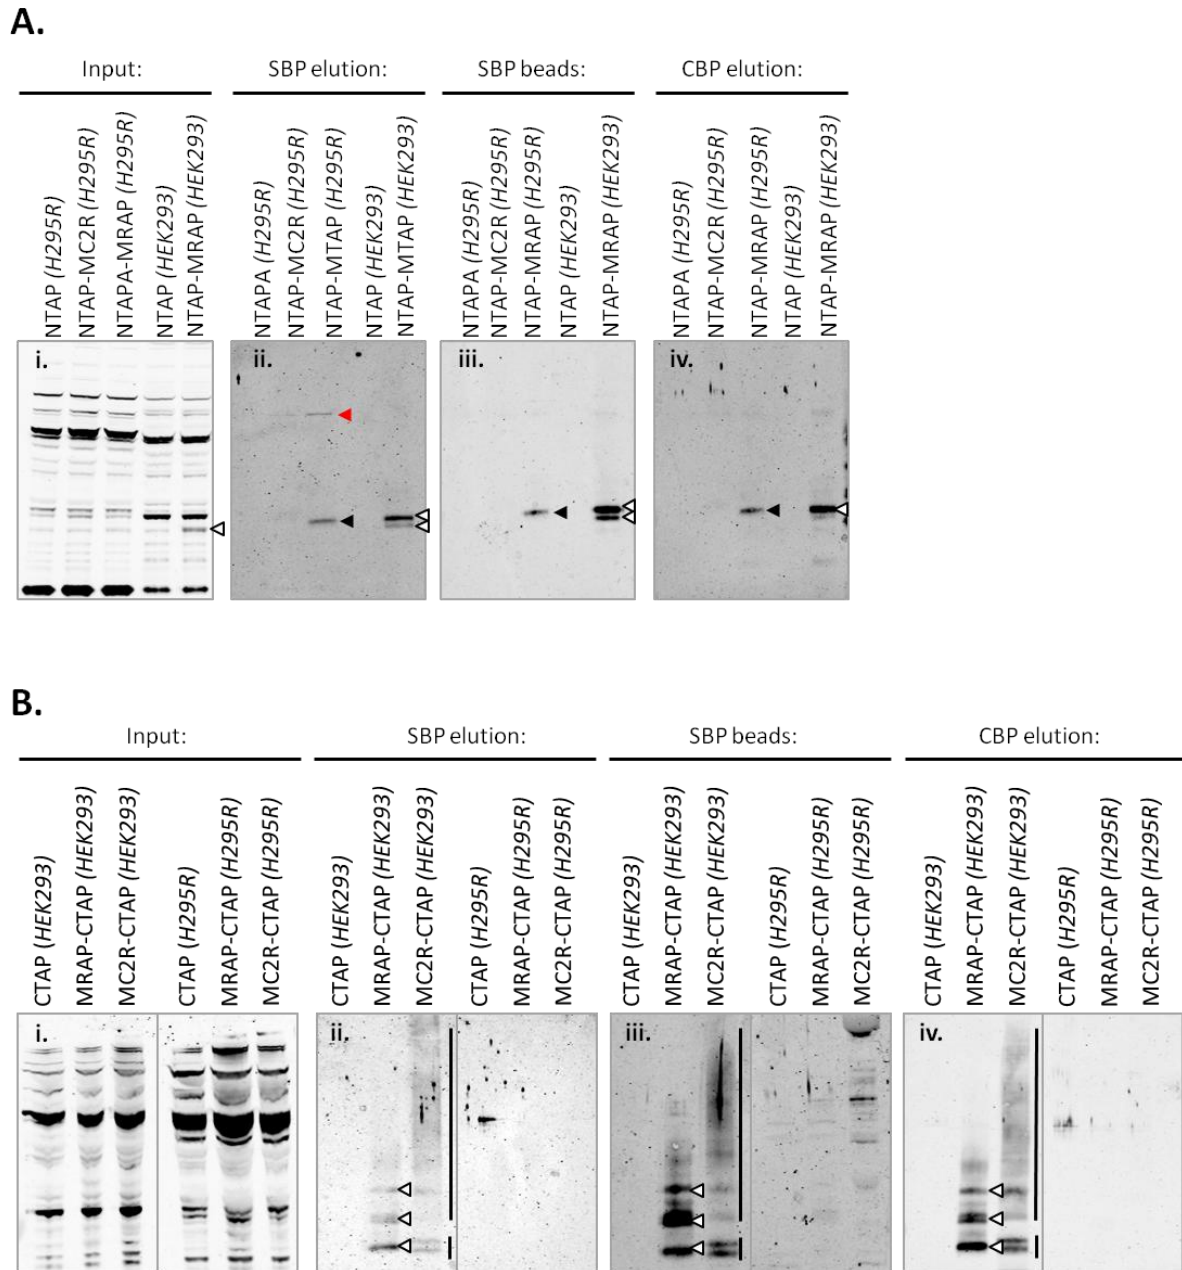 A.
Input:
SBP elution:
SBP beads:
CBP elution:
NTAP (H295R)
NTAP-MC2R (H295R)
NTAPA-MRAP (H295R)
NTAP (HEK293)
NTAP-MRAP (HEK293)
NTAPA (H295R)
NTAP-MC2R (H295R)
NTAP-MTAP (H295R)
NTAP (HEK293)
NTAP-MTAP (HEK293)
NTAPA (H295R)
NTAP-MC2R (H295R)
NTAP-MRAP (H295R)
NTAP (HEK293)
NTAP-MRAP (HEK293)
NTAPA (H295R)
NTAP-MC2R (H295R)
NTAP-MRAP (H295R)
NTAP (HEK293)
NTAP-MRAP (HEK293)
i.
ii.
iii.
iv.
B.
Input:
SBP elution:
SBP beads:
CBP elution:
CTAP (HEK293)
MRAP-CTAP (HEK293)
MC2R-CTAP (HEK293)
CTAP (H295R)
MRAP-CTAP (H295R)
MC2R-CTAP (H295R)
CTAP (HEK293)
MRAP-CTAP (HEK293)
MC2R-CTAP (HEK293)
CTAP (H295R)
MRAP-CTAP (H295R)
MC2R-CTAP (H295R)
CTAP (HEK293)
MRAP-CTAP (HEK293)
MC2R-CTAP (HEK293)
CTAP (H295R)
MRAP-CTAP (H295R)
MC2R-CTAP (H295R)
CTAP (HEK293)
MRAP-CTAP (HEK293)
MC2R-CTAP (HEK293)
CTAP (H295R)
MRAP-CTAP (H295R)
MC2R-CTAP (H295R)
i.
ii.
iii.
iv.